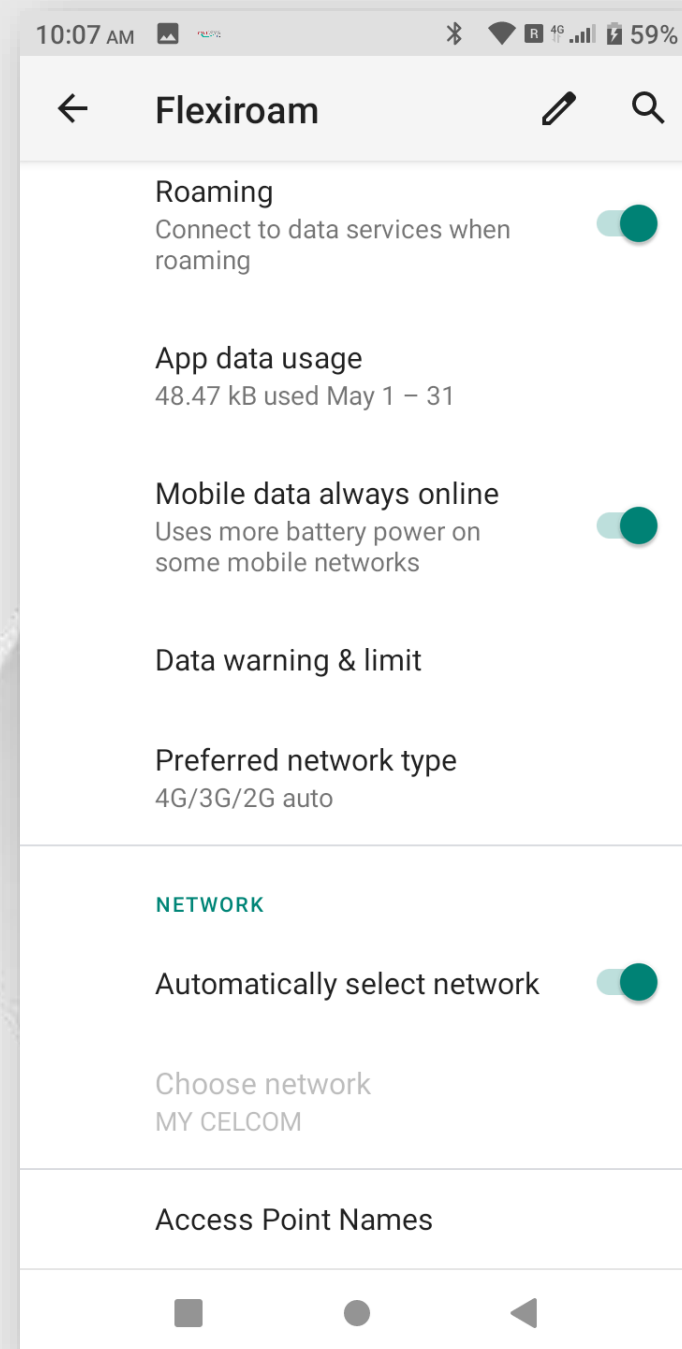 10:07 AM R 4G 59%
Flexiroam
Roaming
Connect to data services when
roaming
App data usage
48.47 kB used May 1 – 31
Mobile data always online
Uses more battery power on
some mobile networks
Data warning & limit
Preferred network type
4G/3G/2G auto
NETWORK
Automatically select network
Choose network
MY CELCOM
Access Point Names